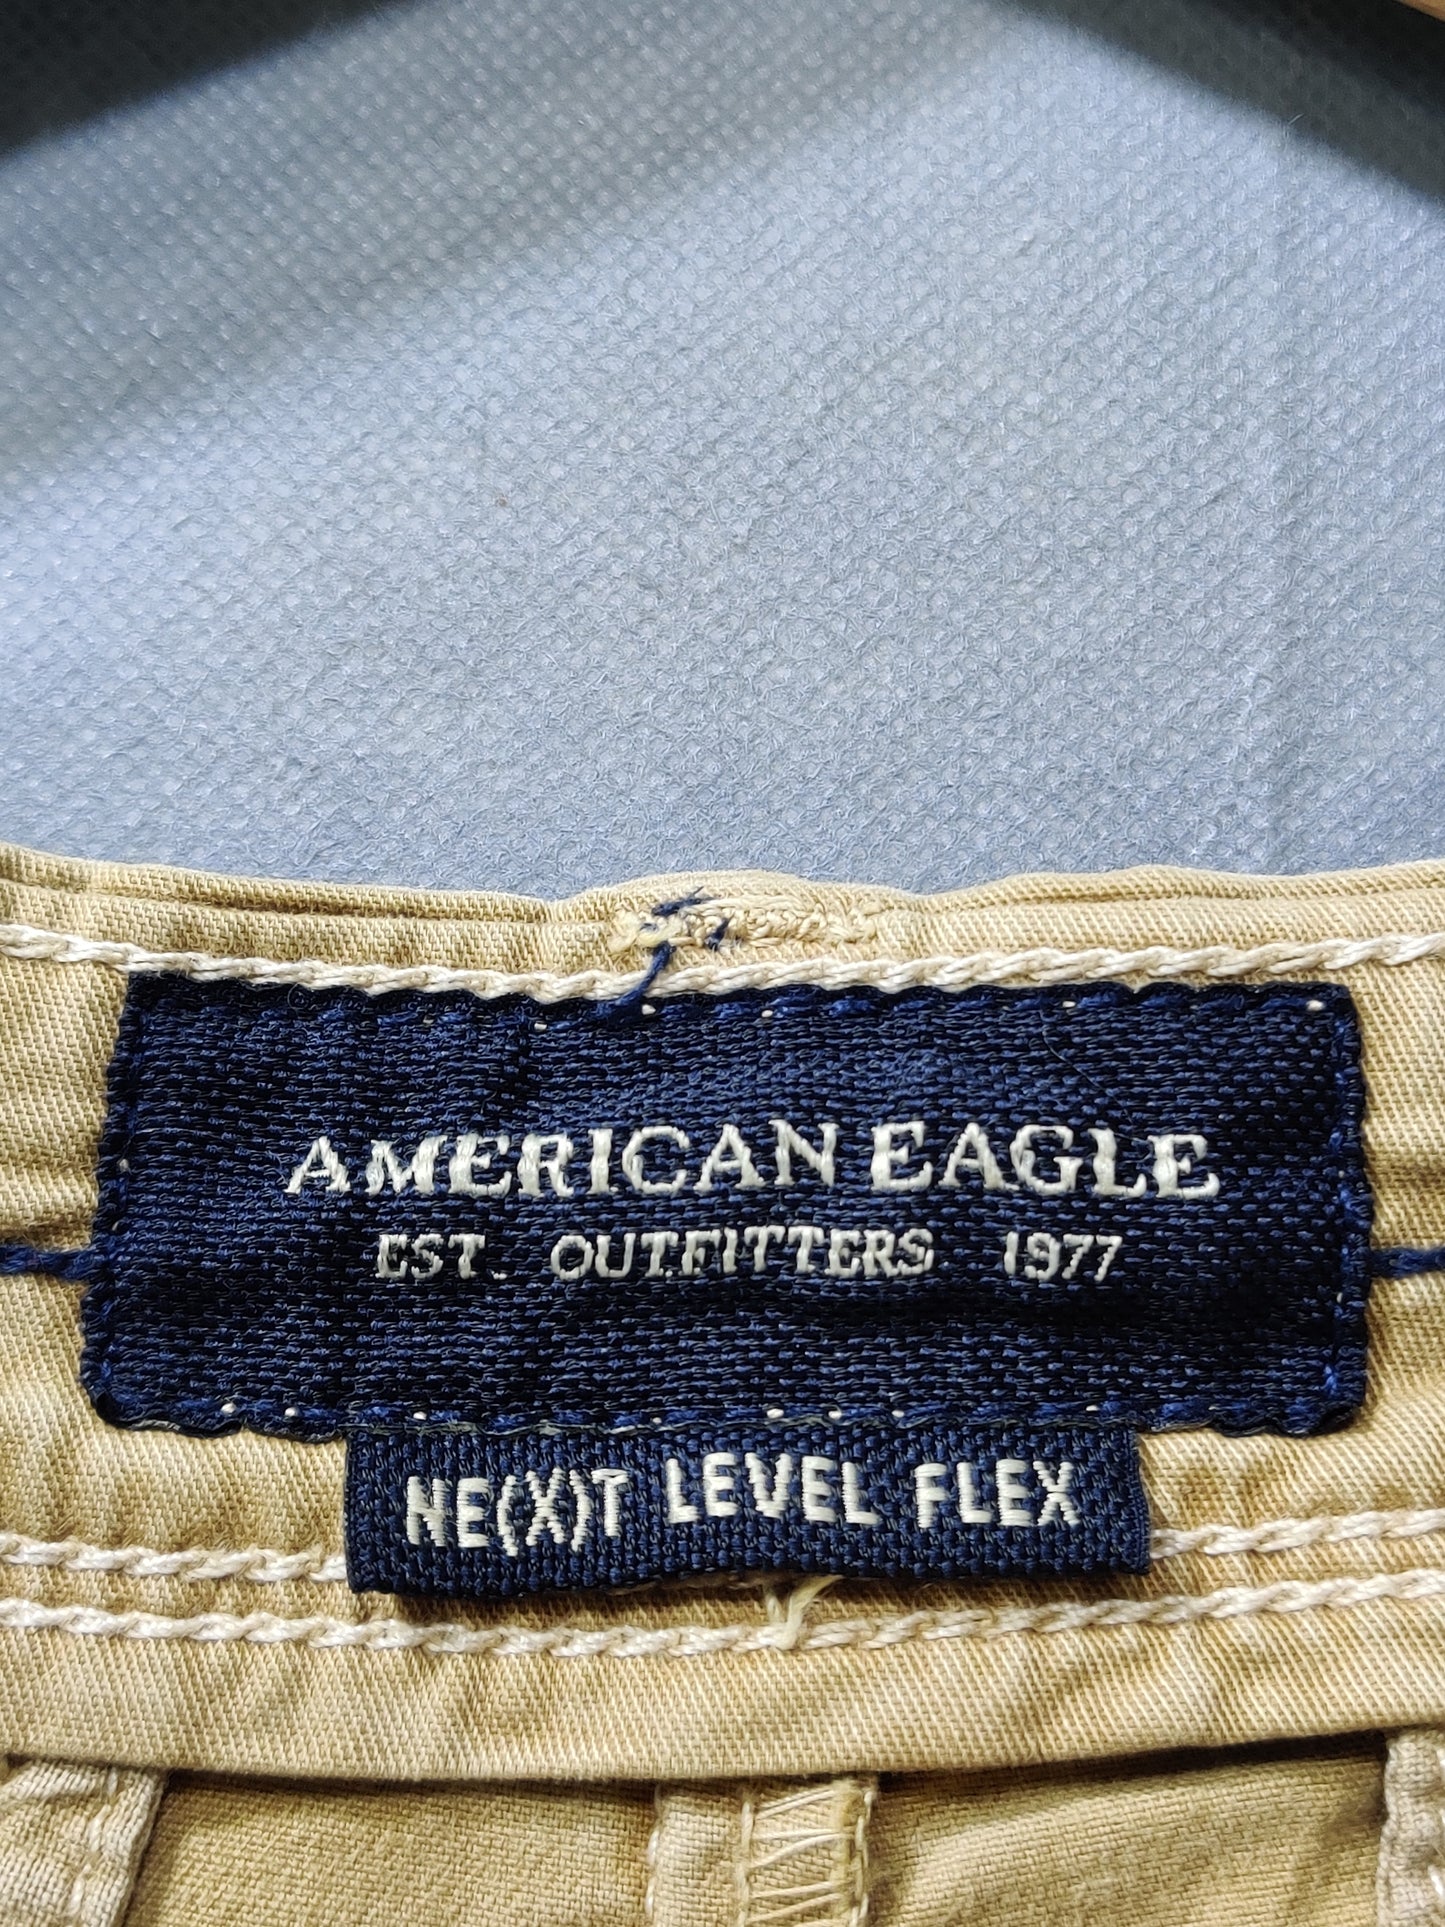 AMERICAN EAGLE
EST. OUTFITTERS 1977
NE(X)T LEVEL FLEX